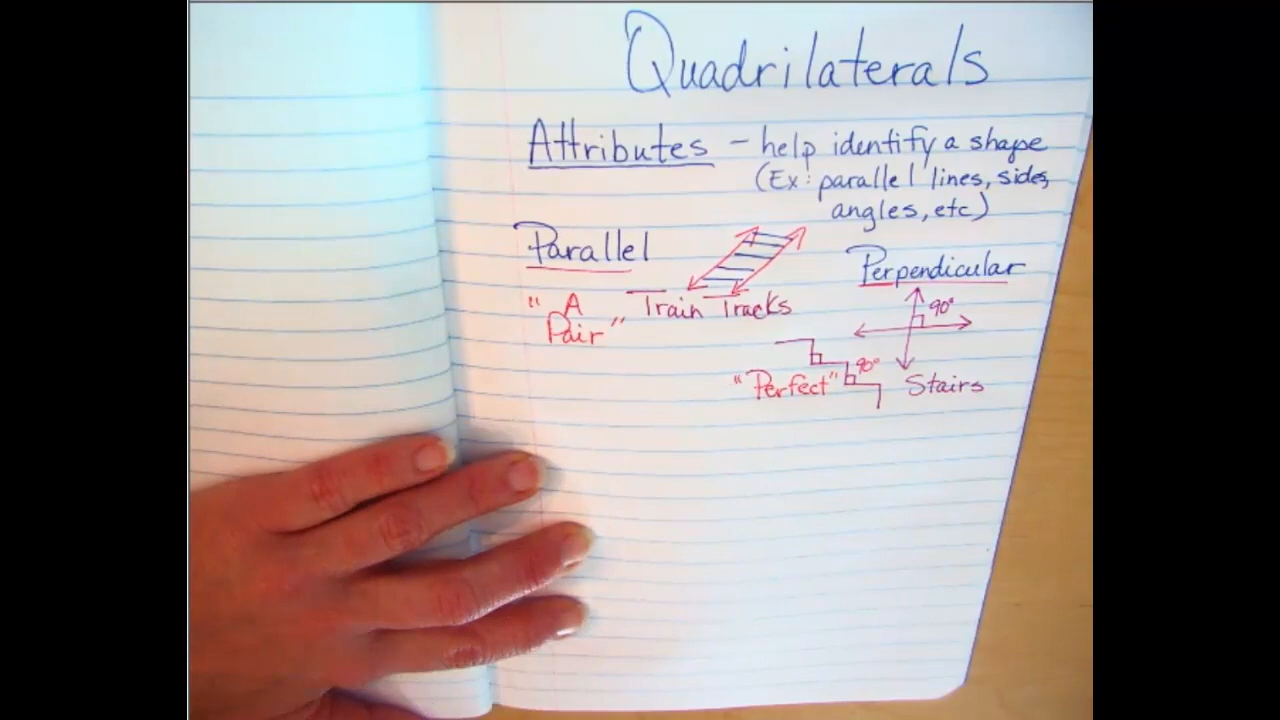 Quadrilaterals
Attributes - help identify a shape
(Ex: parallel lines, sides,
angles, etc)
Parallel
" A
Pair "
Train Tracks
Perpendicular
90°
90°
"Perfect"
Stairs